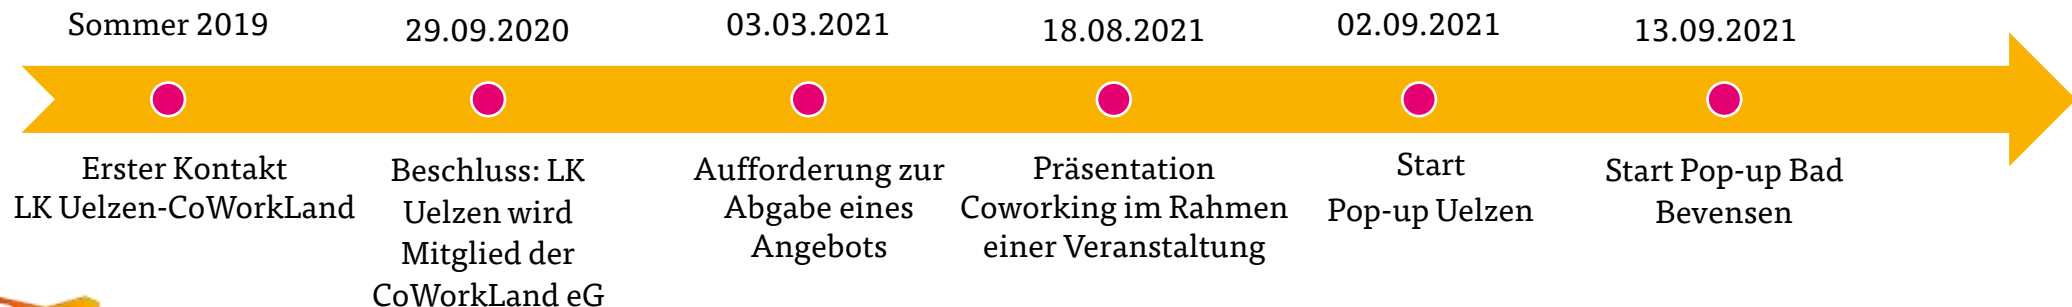 Sommer 2019
29.09.2020
03.03.2021
18.08.2021
02.09.2021
13.09.2021
Erster Kontakt
LK Uelzen-CoWorkLand
Beschluss: LK
Uelzen wird
Mitglied der
CoWorkLand eG
Aufforderung zur
Abgabe eines
Angebots
Präsentation
Coworking im Rahmen
einer Veranstaltung
Start
Pop-up Uelzen
Start Pop-up Bad
Bevensen